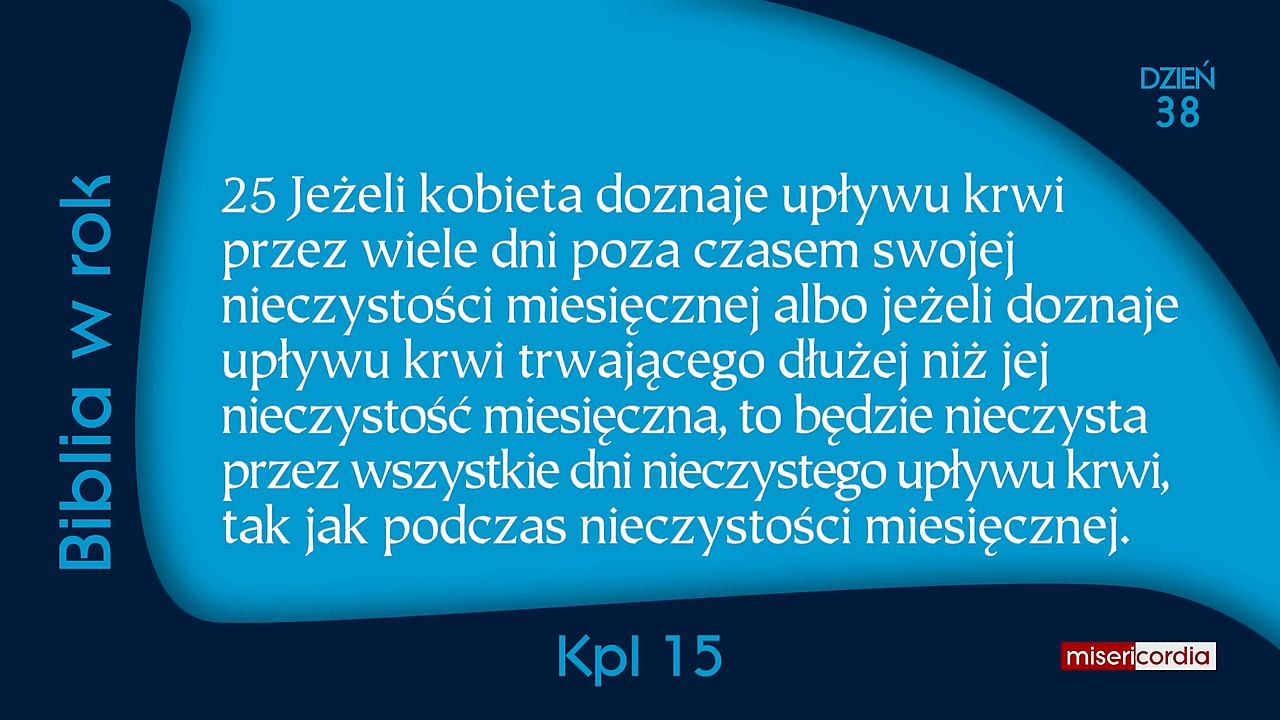 DZIEŃ
38
Biblia w rok
25 Jeżeli kobieta doznaje upływu krwi
przez wiele dni poza czasem swojej
nieczystości miesięcznej albo jeżeli doznaje
upływu krwi trwającego dłużej niż jej
nieczystość miesięczna, to będzie nieczysta
przez wszystkie dni nieczystego upływu krwi,
tak jak podczas nieczystości miesięcznej.
Kpl 15
misericordia